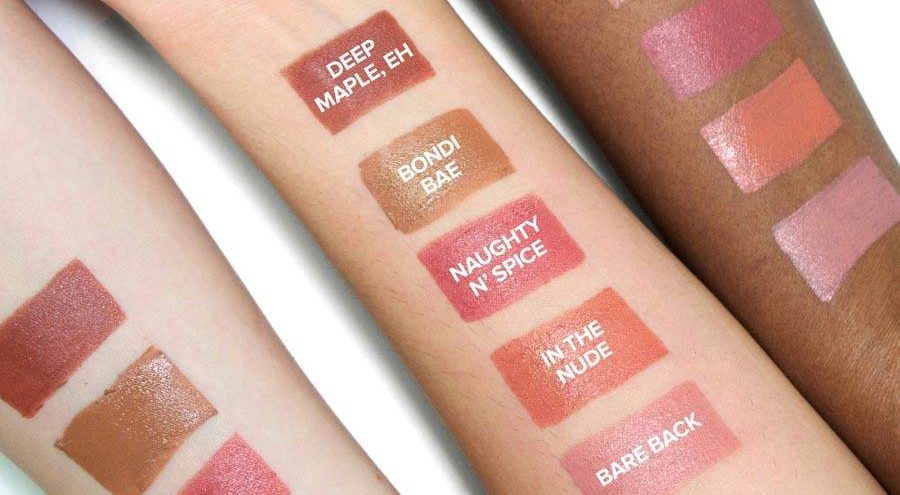 DEEP
MAPLE, EH
BONDI
BAE
NAUGHTY
N' SPICE
IN THE
NUDE
BARE BACK